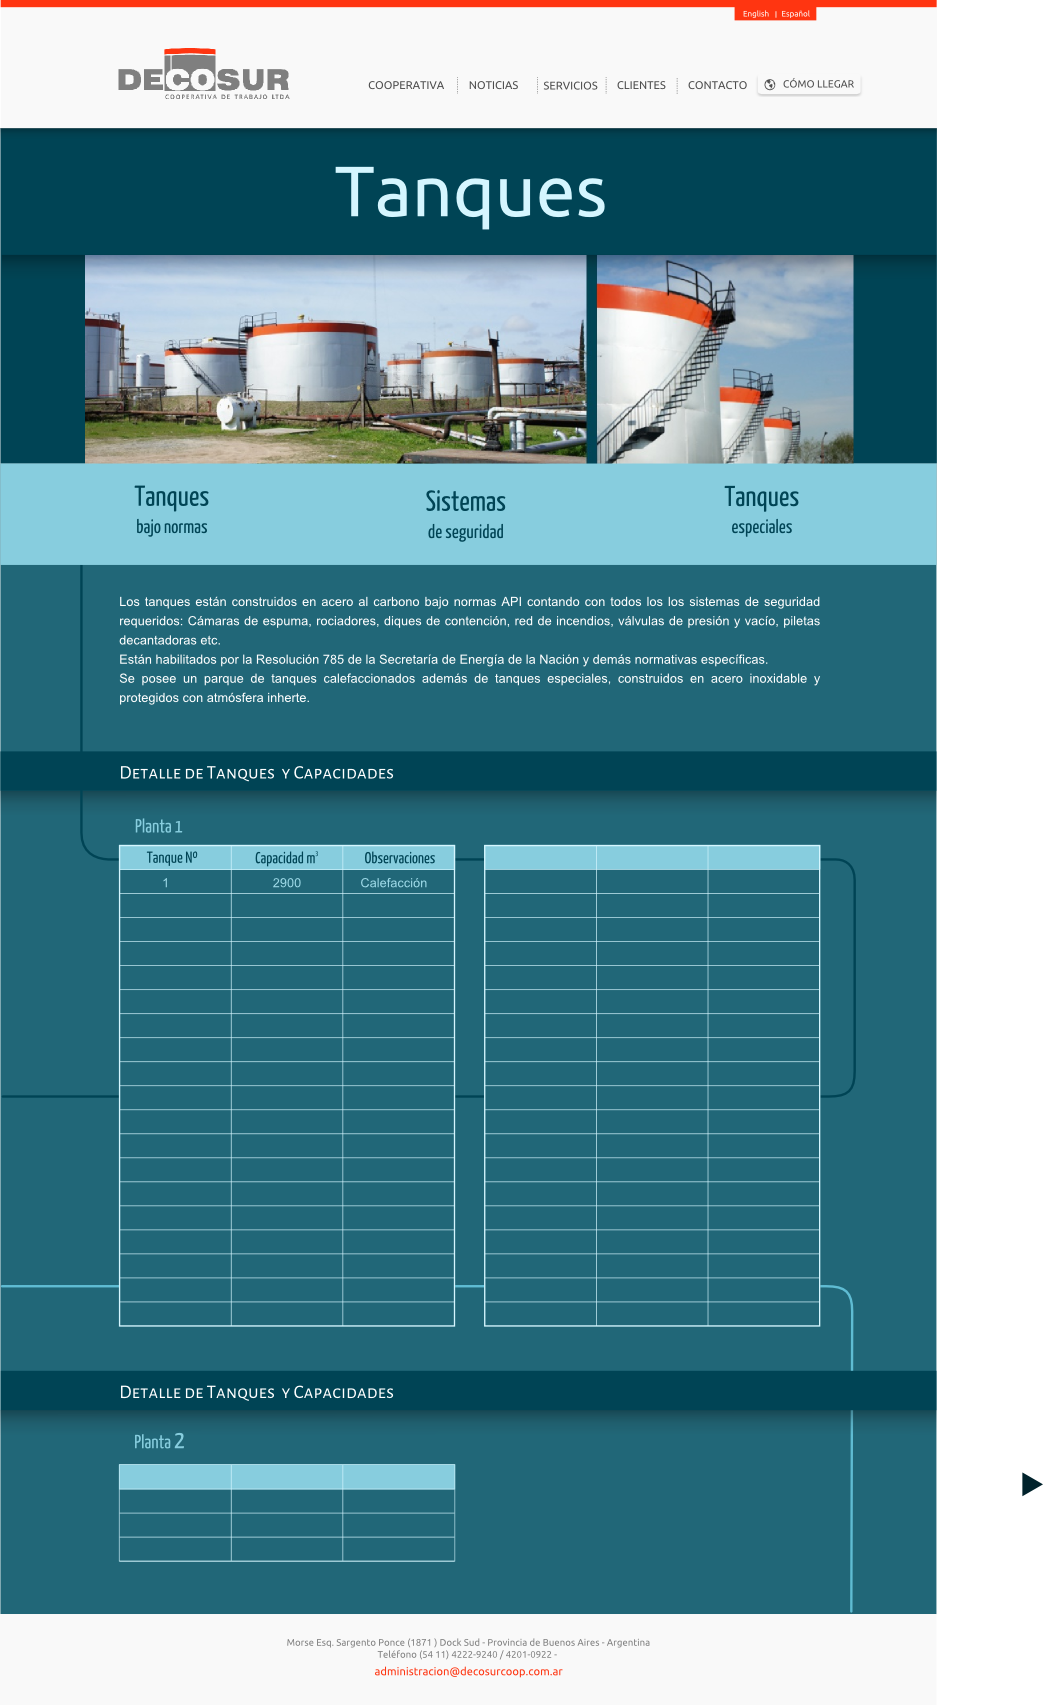 English | Español
DECOSUR
COOPERATIVA DE TRABAJO LTDA
COOPERATIVA NOTICIAS SERVICIOS CLIENTES CONTACTO CÓMO LLEGAR
Tanques
Tanques
bajo normas
Sistemas
de seguridad
Tanques
especiales
Los tanques están construidos en acero al carbono bajo normas API contando con todos los los sistemas de seguridad
requeridos: Cámaras de espuma, rociadores, diques de contención, red de incendios, válvulas de presión y vacío, piletas
decantadoras etc.
Están habilitados por la Resolución 785 de la Secretaría de Energía de la Nación y demás normativas específicas.
Se posee un parque de tanques calefaccionados además de tanques especiales, construidos en acero inoxidable y
protegidos con atmósfera inherte.
DETALLE DE TANQUES Y CAPACIDADES
Planta 1
Tanque Nº Capacidad m³ Observaciones
1 2900 Calefacción
DETALLE DE TANQUES Y CAPACIDADES
Planta 2
Morse Esq. Sargento Ponce (1871 ) Dock Sud - Provincia de Buenos Aires - Argentina
Teléfono (54 11) 4222-9240 / 4201-0922 -
administracion@decosurcoop.com.ar